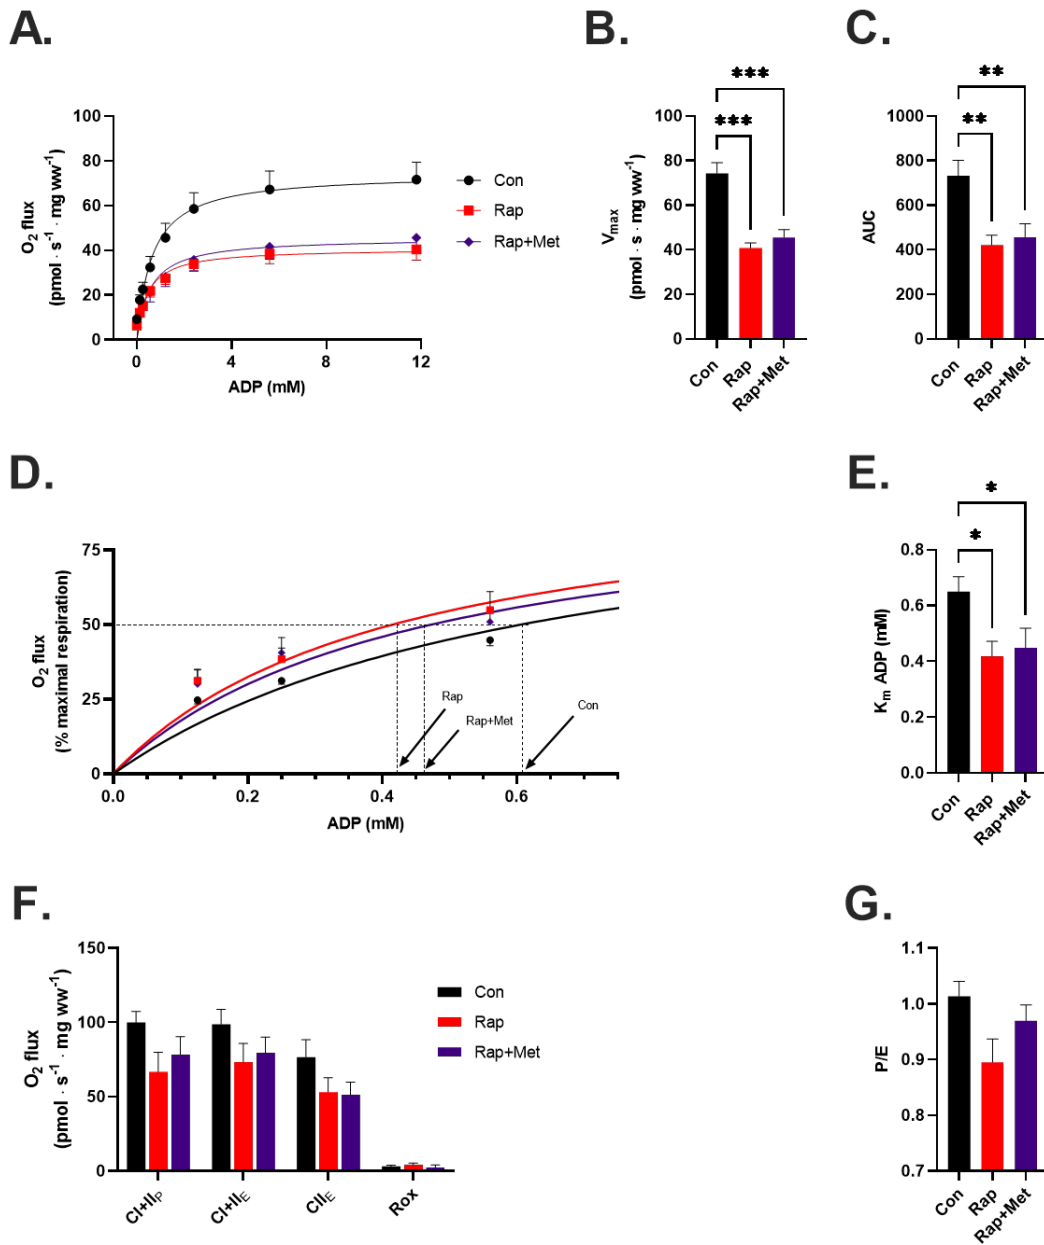 A.
O₂ flux
(pmol · s⁻¹ · mg ww⁻¹)
100
80
60
40
20
0
0
4
8
12
ADP (mM)
Con
Rap
Rap+Met
B.
***
***
Vmax
(pmol · s · mg ww⁻¹)
100
80
60
40
20
0
Con
Rap
Rap+Met
C.
**
**
AUC
1000
800
600
400
200
0
Con
Rap
Rap+Met
D.
O₂ flux
(% maximal respiration)
75
50
25
0
0.0
0.2
0.4
0.6
ADP (mM)
Rap
Rap+Met
Con
E.
*
*
Km ADP (mM)
0.8
0.6
0.4
0.2
0.0
Con
Rap
Rap+Met
F.
O₂ flux
(pmol · s⁻¹ · mg ww⁻¹)
150
100
50
0
CI+IIP
CI+IIE
CIIE
Rox
Con
Rap
Rap+Met
G.
P/E
1.1
1.0
0.9
0.8
0.7
Con
Rap
Rap+Met